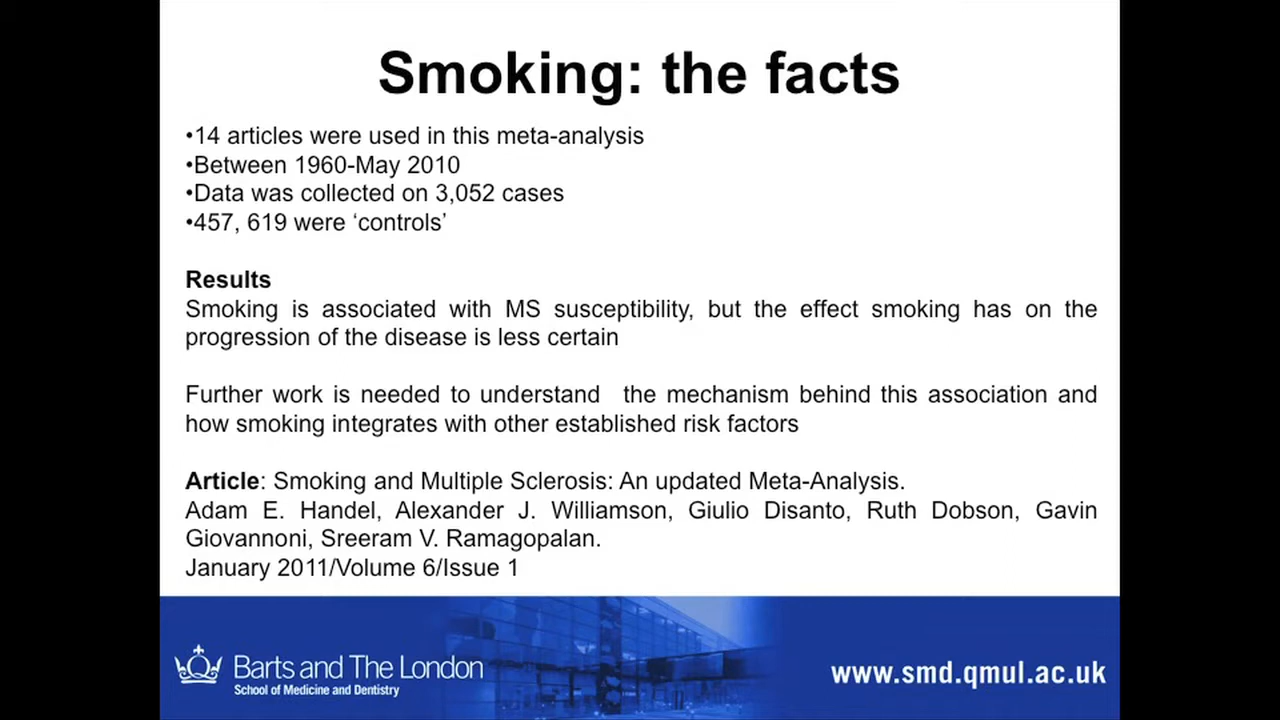 Smoking: the facts
•14 articles were used in this meta-analysis
•Between 1960-May 2010
•Data was collected on 3,052 cases
•457, 619 were ‘controls’
Results
Smoking is associated with MS susceptibility, but the effect smoking has on the
progression of the disease is less certain
Further work is needed to understand  the mechanism behind this association and
how smoking integrates with other established risk factors
Article: Smoking and Multiple Sclerosis: An updated Meta-Analysis.
Adam E. Handel, Alexander J. Williamson, Giulio Disanto, Ruth Dobson, Gavin
Giovannoni, Sreeram V. Ramagopalan.
January 2011/Volume 6/Issue 1
Barts and The London
School of Medicine and Dentistry
www.smd.qmul.ac.uk